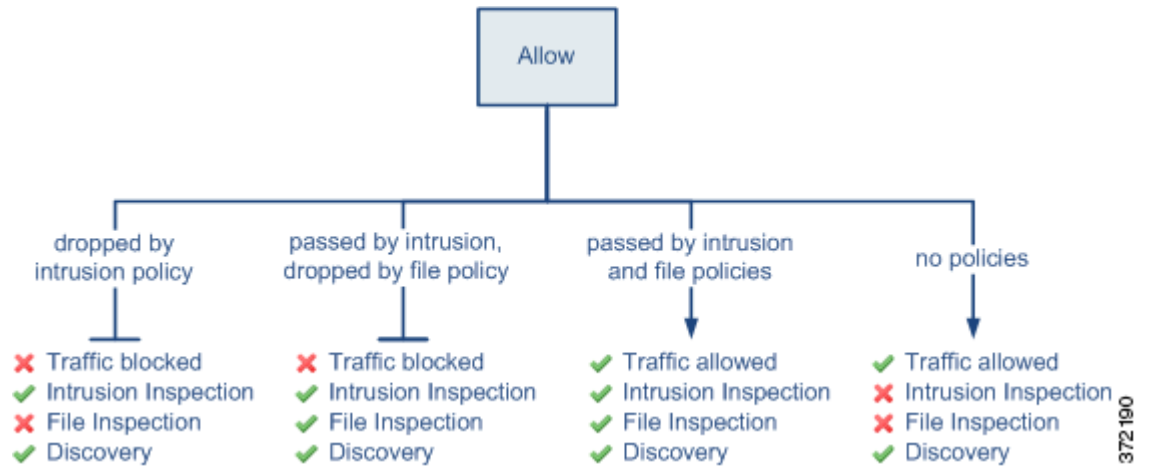 Allow
dropped by
intrusion policy
passed by intrusion,
dropped by file policy
passed by intrusion
and file policies
no policies
Traffic blocked
Intrusion Inspection
File Inspection
Discovery
Traffic blocked
Intrusion Inspection
File Inspection
Discovery
Traffic allowed
Intrusion Inspection
File Inspection
Discovery
Traffic allowed
Intrusion Inspection
File Inspection
Discovery
372190